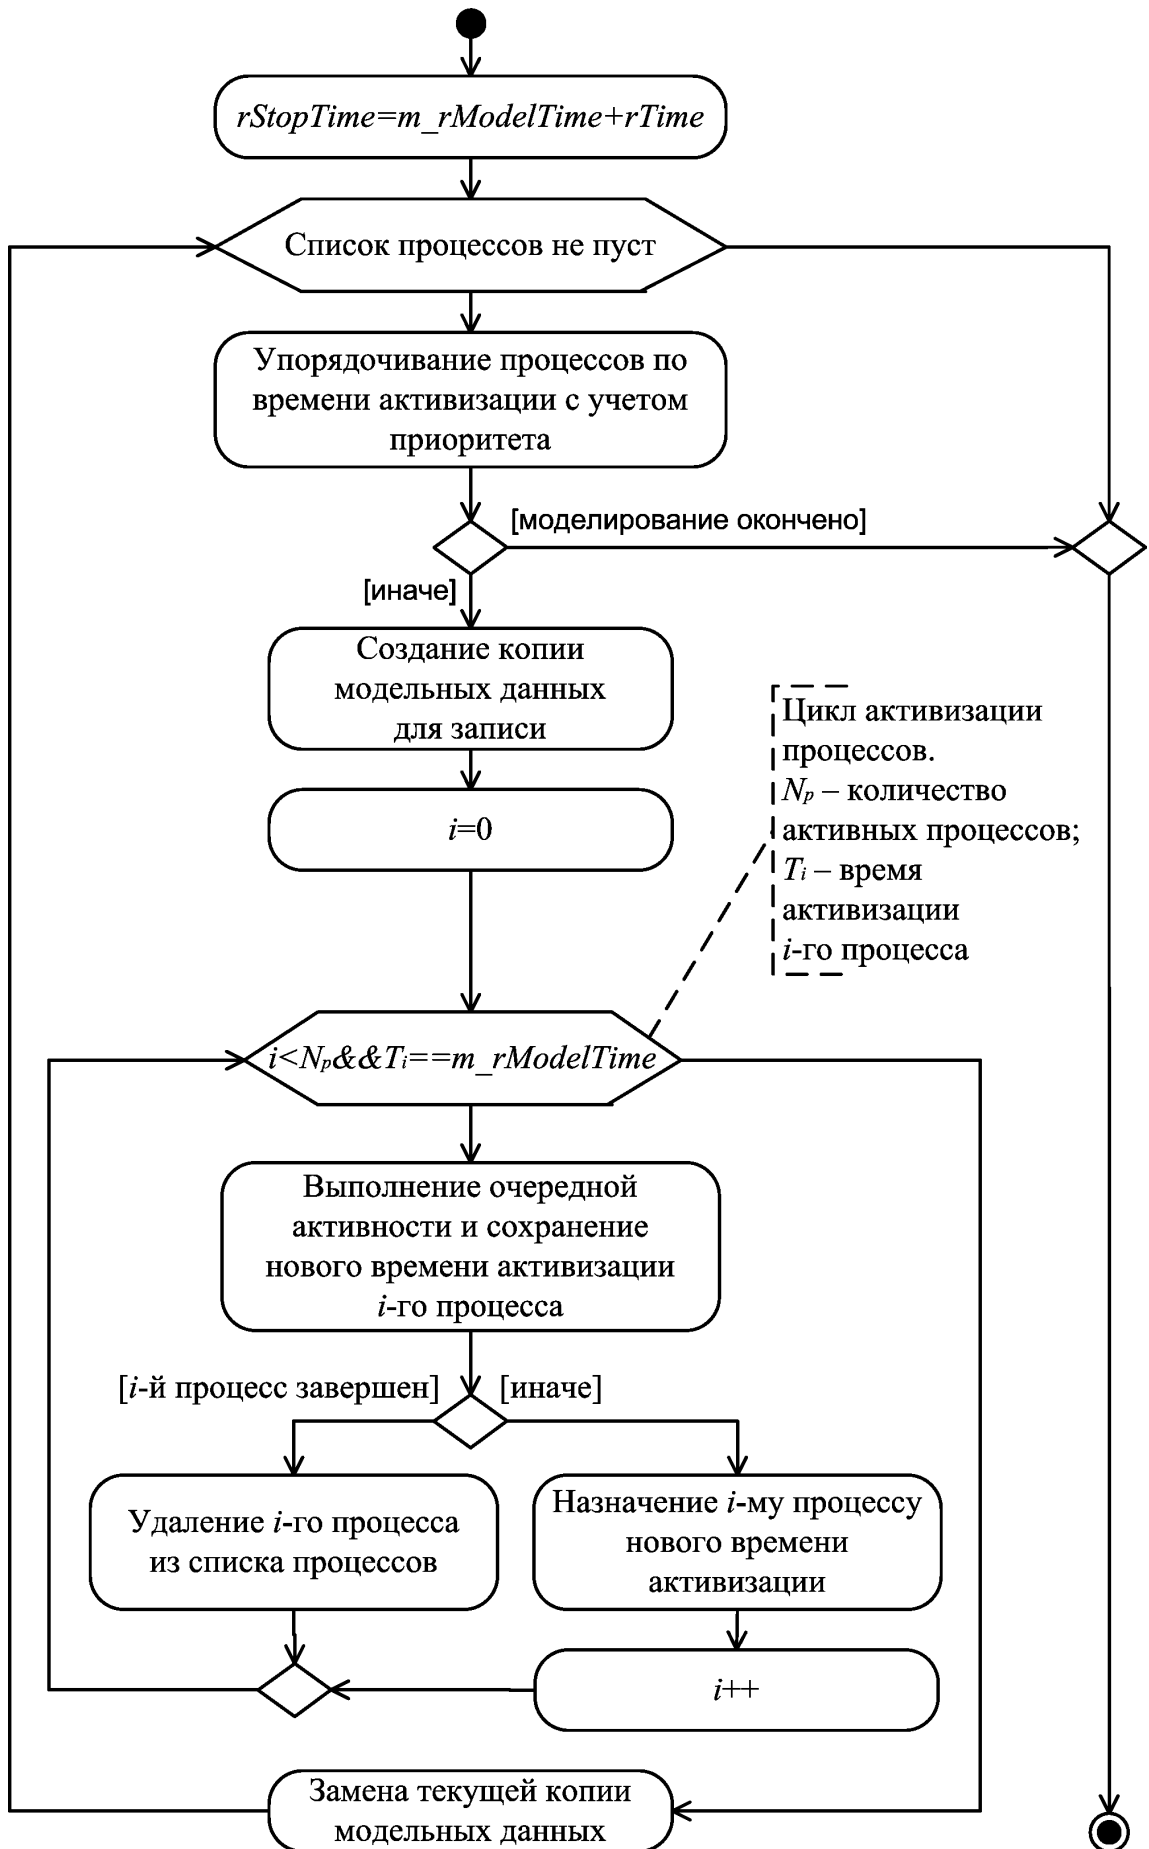 rStopTime=m_rModelTime+rTime
Список процессов не пуст
Упорядочивание процессов по
времени активизации с учетом
приоритета
[моделирование окончено]
[иначе]
Создание копии
модельных данных
для записи
Цикл активизации
процессов.
Np – количество
активных процессов;
Ti – время
активизации
i-го процесса
i=0
i<Np&&Ti==m_rModelTime
Выполнение очередной
активности и сохранение
нового времени активизации
i-го процесса
[i-й процесс завершен]
[иначе]
Удаление i-го процесса
из списка процессов
Назначение i-му процессу
нового времени
активизации
i++
Замена текущей копии
модельных данных